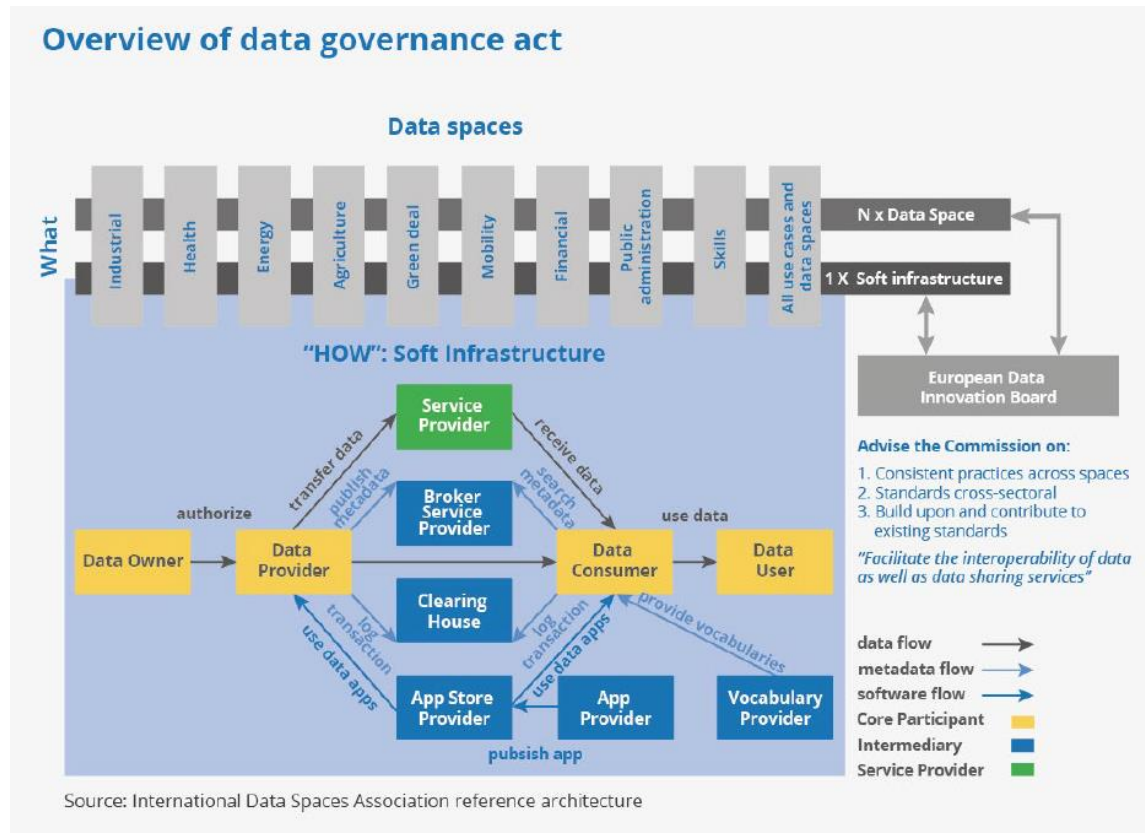 Overview of data governance act
Data spaces
What
Industrial
Health
Energy
Agriculture
Green deal
Mobility
Financial
Public
administration
Skills
All use cases and
data spaces
N x Data Space
1 X Soft infrastructure
"HOW": Soft Infrastructure
European Data
Innovation Board
Advise the Commission on:
1. Consistent practices across spaces
2. Standards cross-sectoral
3. Build upon and contribute to
existing standards
"Facilitate the interoperability of data
as well as data sharing services"
Service
Provider
transfer data
receive data
publish
metadata
search
metadata
Broker
Service
Provider
authorize
use data
Data Owner
Data
Provider
Data
Consumer
Data
User
Clearing
House
log
transaction
log
transaction
use data apps
use data apps
provide vocabularies
App Store
Provider
App
Provider
Vocabulary
Provider
pubsish app
data flow
metadata flow
software flow
Core Participant
Intermediary
Service Provider
Source: International Data Spaces Association reference architecture